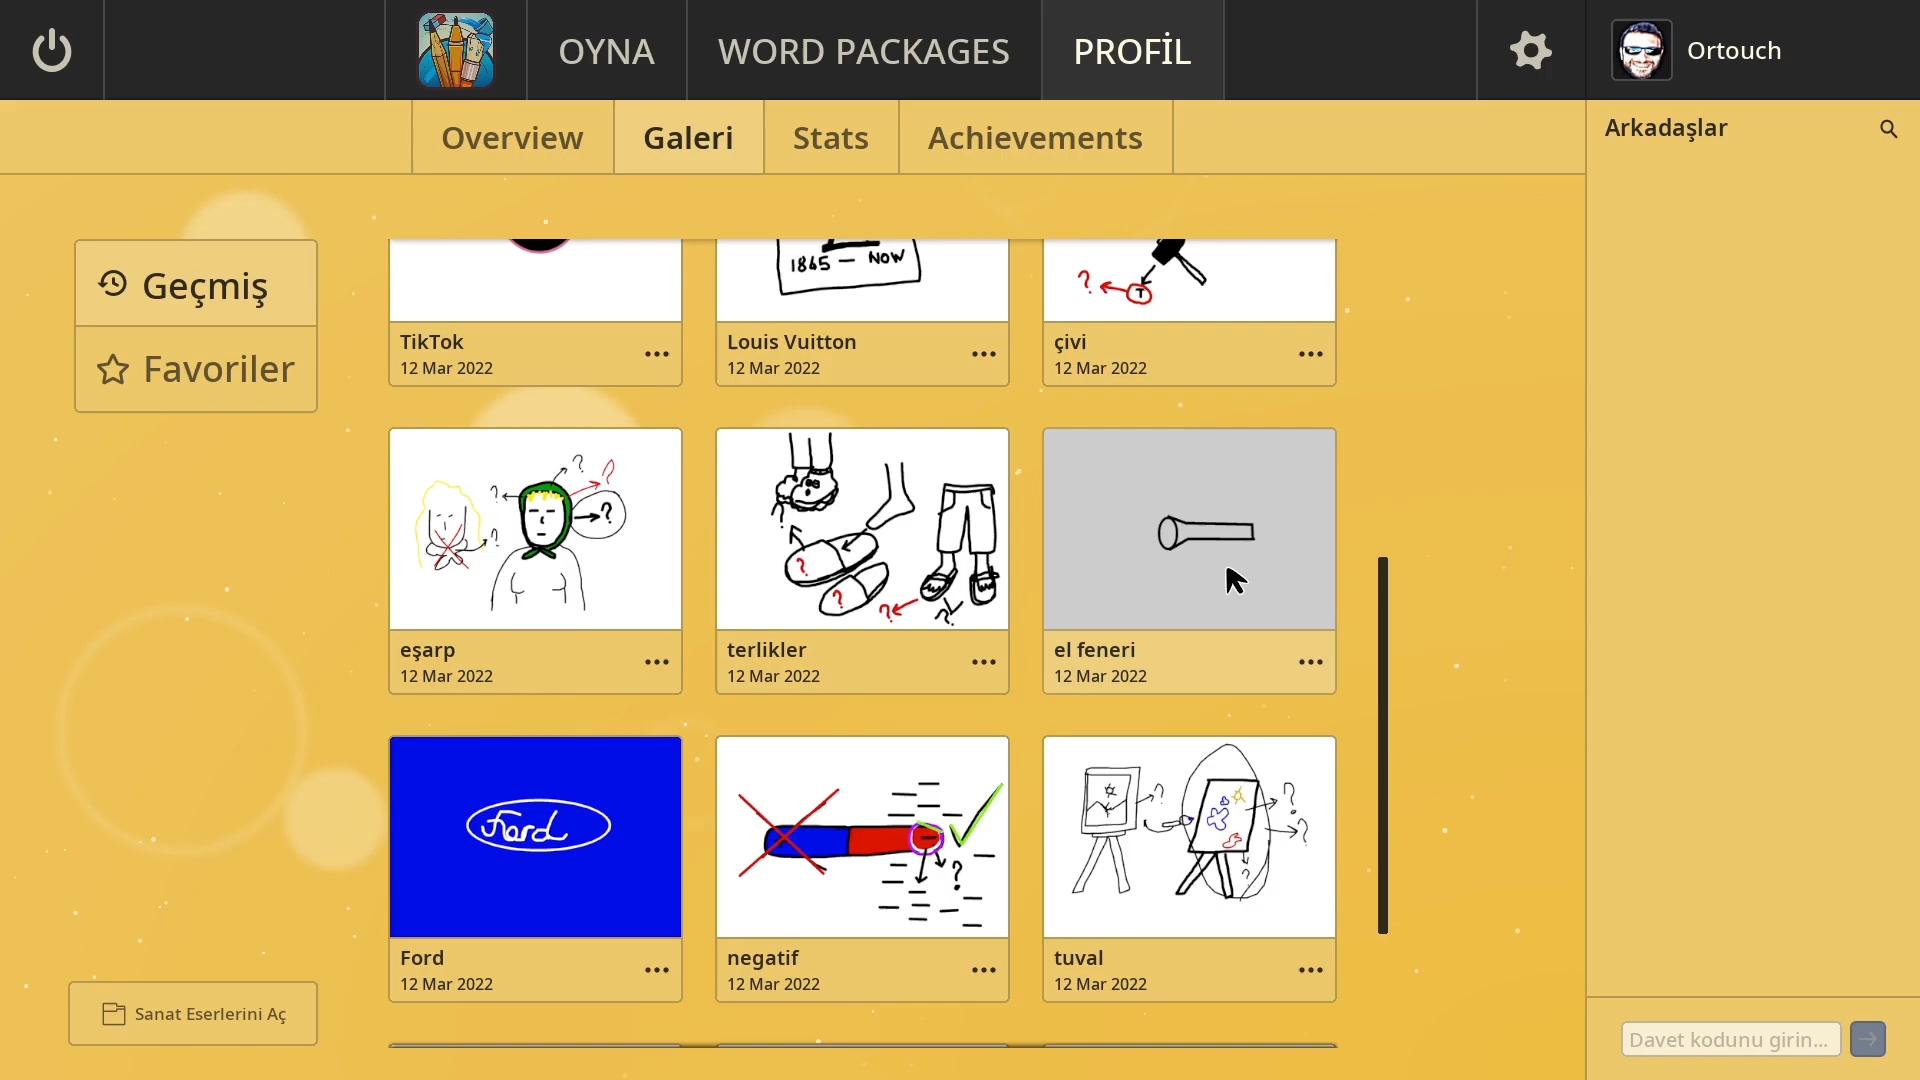 OYNA
WORD PACKAGES
PROFİL
Ortouch
Overview
Galeri
Stats
Achievements
Arkadaşlar
Geçmiş
Favoriler
1845 — NOW
?
T
TikTok
12 Mar 2022
Louis Vuitton
12 Mar 2022
çivi
12 Mar 2022
? ? ? ? ?
? ? ? ? ?
eşarp
12 Mar 2022
terlikler
12 Mar 2022
el feneri
12 Mar 2022
Ford
?
? ? ? ?
Ford
12 Mar 2022
negatif
12 Mar 2022
tuval
12 Mar 2022
Sanat Eserlerini Aç
Davet kodunu girin...